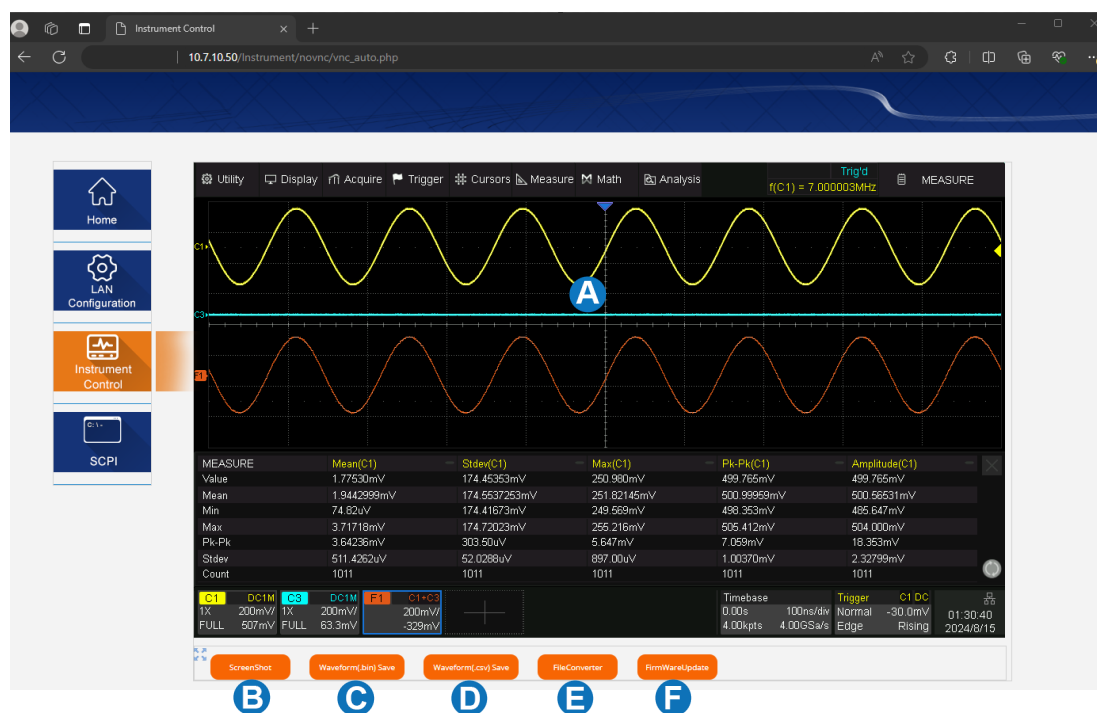 Instrument Control
10.7.10.50/Instrument/novnc/vnc_auto.php
Home
LAN
Configuration
Instrument
Control
C:\-
SCPI
Utility Display Acquire Trigger Cursors Measure Math Analysis
Trig'd
f(C1) = 7.000003MHz
MEASURE
C1
A
C3
F1
MEASURE Mean(C1) Stdev(C1) Max(C1) Pk-Pk(C1) Amplitude(C1)
Value 1.77530mV 174.45353mV 250.980mV 499.765mV 499.765mV
Mean 1.9442999mV 174.5537253mV 251.82145mV 500.99959mV 500.56531mV
Min 74.82uV 174.41673mV 249.569mV 498.353mV 485.647mV
Max 3.71718mV 174.72023mV 255.216mV 505.412mV 504.000mV
Pk-Pk 3.64236mV 303.50uV 5.647mV 7.059mV 18.353mV
Stdev 511.4262uV 52.0288uV 897.00uV 1.00370mV 2.32799mV
Count 1011 1011 1011 1011 1011
C1 DC1M C3 DC1M F1 C1+C3 Timebase Trigger C1 DC
1X 200mV/ 1X 200mV/ 200mV/ 0.00s 100ns/div Normal -30.0mV 01:30:40
FULL 507mV FULL 63.3mV -329mV 4.00kpts 4.00GSa/s Edge Rising 2024/8/15
ScreenShot Waveform(.bin) Save Waveform(.csv) Save FileConverter FirmWareUpdate
B C D E F